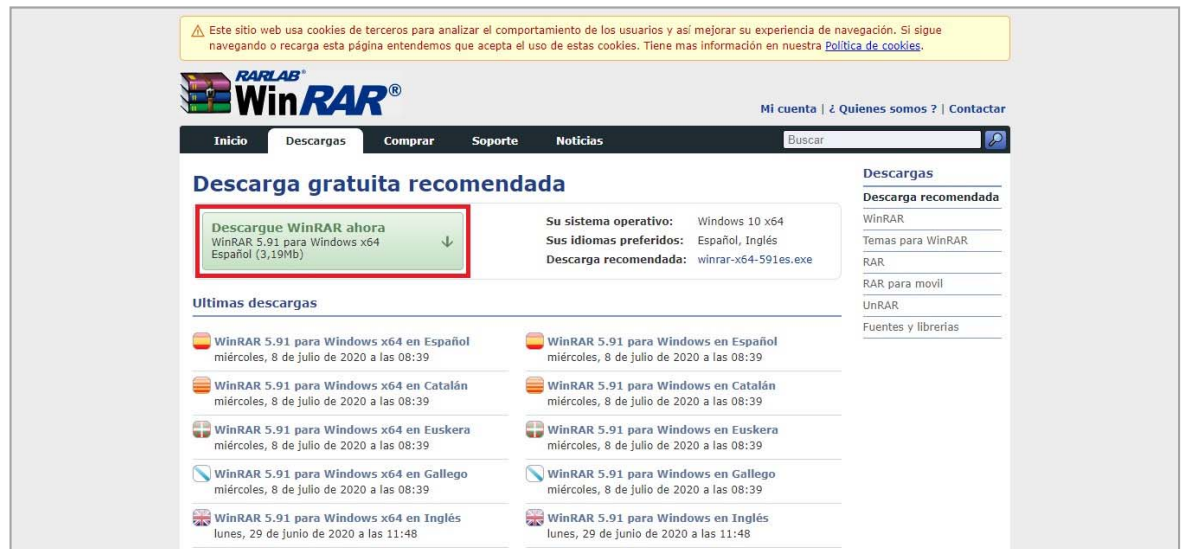 Este sitio web usa cookies de terceros para analizar el comportamiento de los usuarios y así mejorar su experiencia de navegación. Si sigue
navegando o recarga esta página entendemos que acepta el uso de estas cookies. Tiene mas información en nuestra Política de cookies.
RARLAB®
WinRAR®
Mi cuenta | ¿ Quienes somos ? | Contactar
Inicio Descargas Comprar Soporte Noticias Buscar
Descarga gratuita recomendada
Descargue WinRAR ahora
WinRAR 5.91 para Windows x64
Español (3,19Mb)
Su sistema operativo: Windows 10 x64
Sus idiomas preferidos: Español, Inglés
Descarga recomendada: winrar-x64-591es.exe
Ultimas descargas
WinRAR 5.91 para Windows x64 en Español
miércoles, 8 de julio de 2020 a las 08:39
WinRAR 5.91 para Windows en Español
miércoles, 8 de julio de 2020 a las 08:39
WinRAR 5.91 para Windows x64 en Catalán
miércoles, 8 de julio de 2020 a las 08:39
WinRAR 5.91 para Windows en Catalán
miércoles, 8 de julio de 2020 a las 08:39
WinRAR 5.91 para Windows x64 en Euskera
miércoles, 8 de julio de 2020 a las 08:39
WinRAR 5.91 para Windows en Euskera
miércoles, 8 de julio de 2020 a las 08:39
WinRAR 5.91 para Windows x64 en Gallego
miércoles, 8 de julio de 2020 a las 08:39
WinRAR 5.91 para Windows en Gallego
miércoles, 8 de julio de 2020 a las 08:39
WinRAR 5.91 para Windows x64 en Inglés
lunes, 29 de junio de 2020 a las 11:48
WinRAR 5.91 para Windows en Inglés
lunes, 29 de junio de 2020 a las 11:48
Descargas
Descarga recomendada
WinRAR
Temas para WinRAR
RAR
RAR para movil
UnRAR
Fuentes y librerias